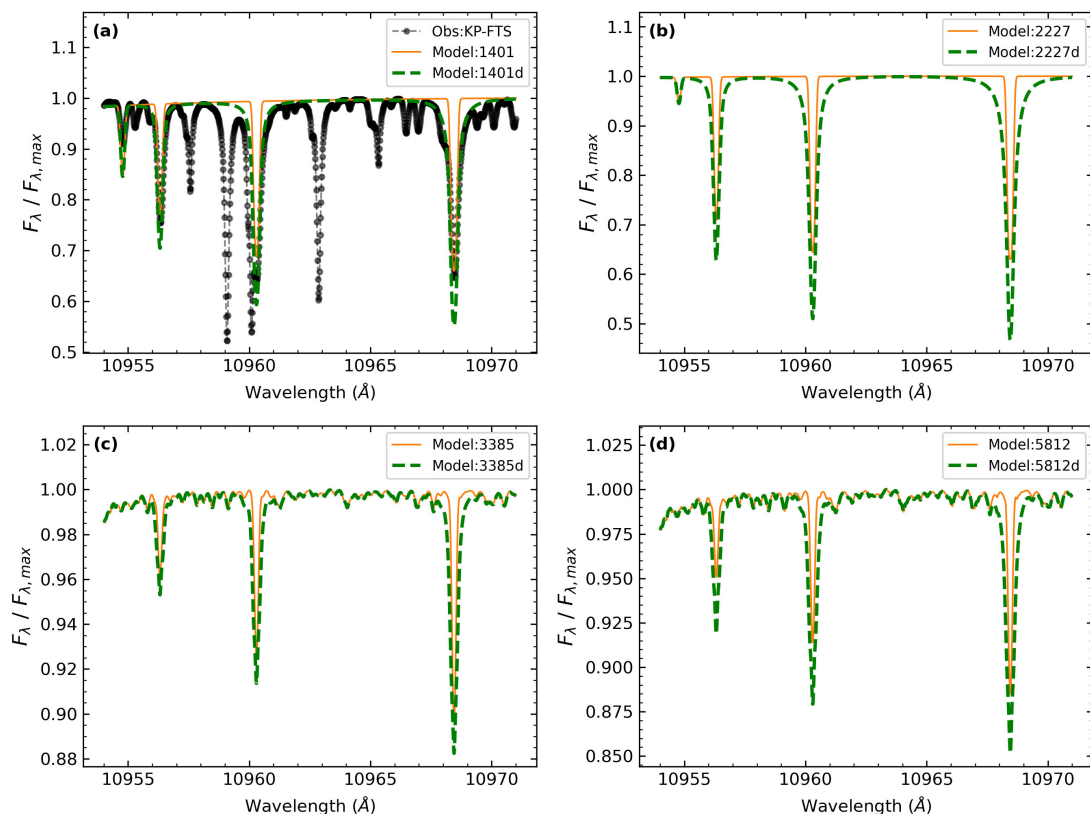 (a)
Obs:KP-FTS
Model:1401
Model:1401d
1.1
1.0
0.9
0.8
0.7
0.6
0.5
F_λ / F_λ,max
10955 10960 10965 10970
Wavelength (Å)
(b)
Model:2227
Model:2227d
1.1
1.0
0.9
0.8
0.7
0.6
0.5
F_λ / F_λ,max
10955 10960 10965 10970
Wavelength (Å)
(c)
Model:3385
Model:3385d
1.02
1.00
0.98
0.96
0.94
0.92
0.90
0.88
F_λ / F_λ,max
10955 10960 10965 10970
Wavelength (Å)
(d)
Model:5812
Model:5812d
1.025
1.000
0.975
0.950
0.925
0.900
0.875
0.850
F_λ / F_λ,max
10955 10960 10965 10970
Wavelength (Å)